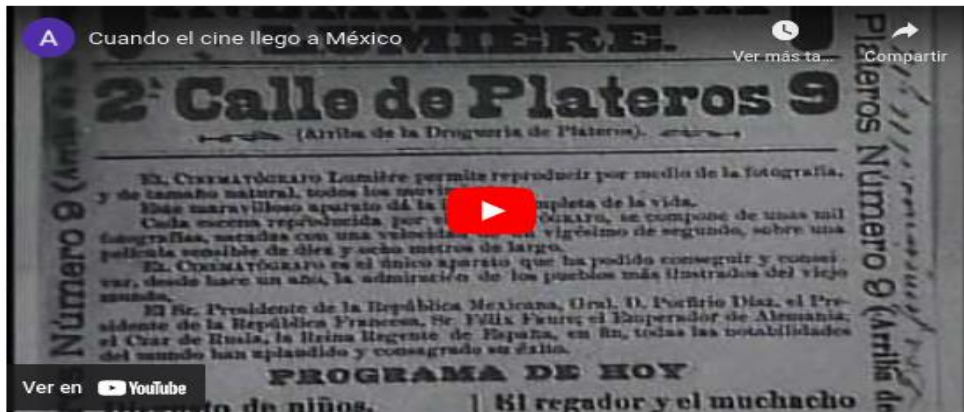 A Cuando el cine llego a México
Ver más ta...
Compartir
LUMIÈRE.
2ª Calle de Plateros 9
(Arriba de la Droguería de Plateros).
EL CINEMATÓGRAFO Lumière permite reproducir por medio de la fotografía,
y de tamaño natural, todos los
Este maravilloso aparato dá la completa de la vida.
Cada escena reproducida por se compone de unas mil
fotografías, sacadas con una vigésimo de segundo, sobre una
película sensible de diez y ocho metros de largo.
EL CINEMATÓGRAFO es el único aparato que ha podido conseguir y
desde hace un año, la admiración de los pueblos más ilustrados del viejo
mundo.
El Sr. Presidente de la República Mexicana, Gral. D. Porfirio Díaz, el Pre-
sidente de la República Francesa, Sr. Félix Faure; el Emperador de Alemania,
el Czar de Rusia, la Reina Regente de España, en fin, todas las notabilidades
del mundo han aplaudido y consagrado su éxito.
PROGRAMA DE HOY
de niños.
El regador y el muchacho
Número 9 (Arriba de
Plateros Número 9 (Arriba de
Ver en YouTube